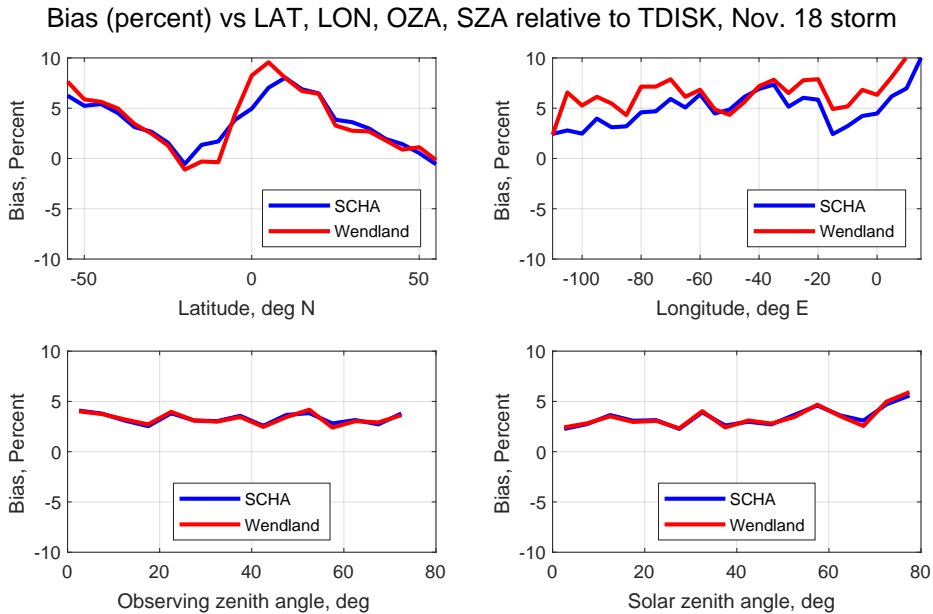 Bias (percent) vs LAT, LON, OZA, SZA relative to TDISK, Nov. 18 storm
10
5
0
-5
-10
Bias, Percent
-50
0
50
Latitude, deg N
SCHA
Wendland
10
5
0
-5
-10
Bias, Percent
-100
-80
-60
-40
-20
0
Longitude, deg E
SCHA
Wendland
10
5
0
-5
-10
Bias, Percent
0
20
40
60
80
Observing zenith angle, deg
SCHA
Wendland
10
5
0
-5
-10
Bias, Percent
0
20
40
60
80
Solar zenith angle, deg
SCHA
Wendland